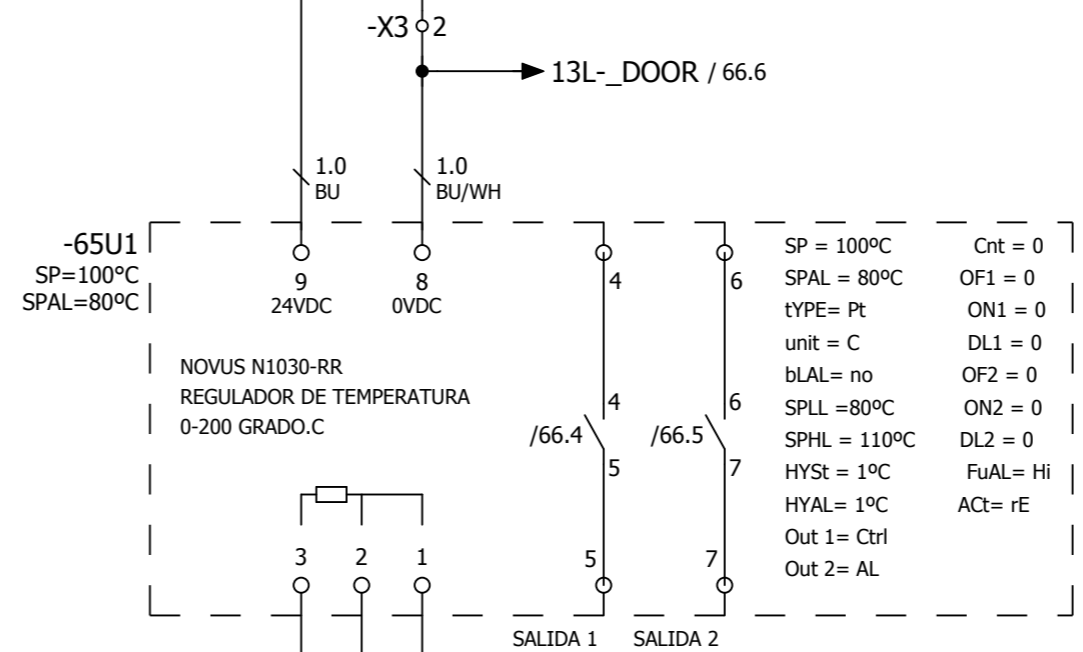 -X3 2
13L-_DOOR / 66.6
1.0
BU
1.0
BU/WH
-65U1
SP=100°C
SPAL=80ºC
9
24VDC
8
0VDC
4
6
NOVUS N1030-RR
REGULADOR DE TEMPERATURA
0-200 GRADO.C
4
/66.4
5
6
/66.5
7
3
2
1
5
7
SALIDA 1
SALIDA 2
SP = 100ºC
SPAL = 80ºC
tYPE= Pt
unit = C
bLAL= no
SPLL =80ºC
SPHL = 110ºC
HYSt = 1ºC
HYAL= 1ºC
Out 1= Ctrl
Out 2= AL
Cnt = 0
OF1 = 0
ON1 = 0
DL1 = 0
OF2 = 0
ON2 = 0
DL2 = 0
FuAL= Hi
ACt= rE